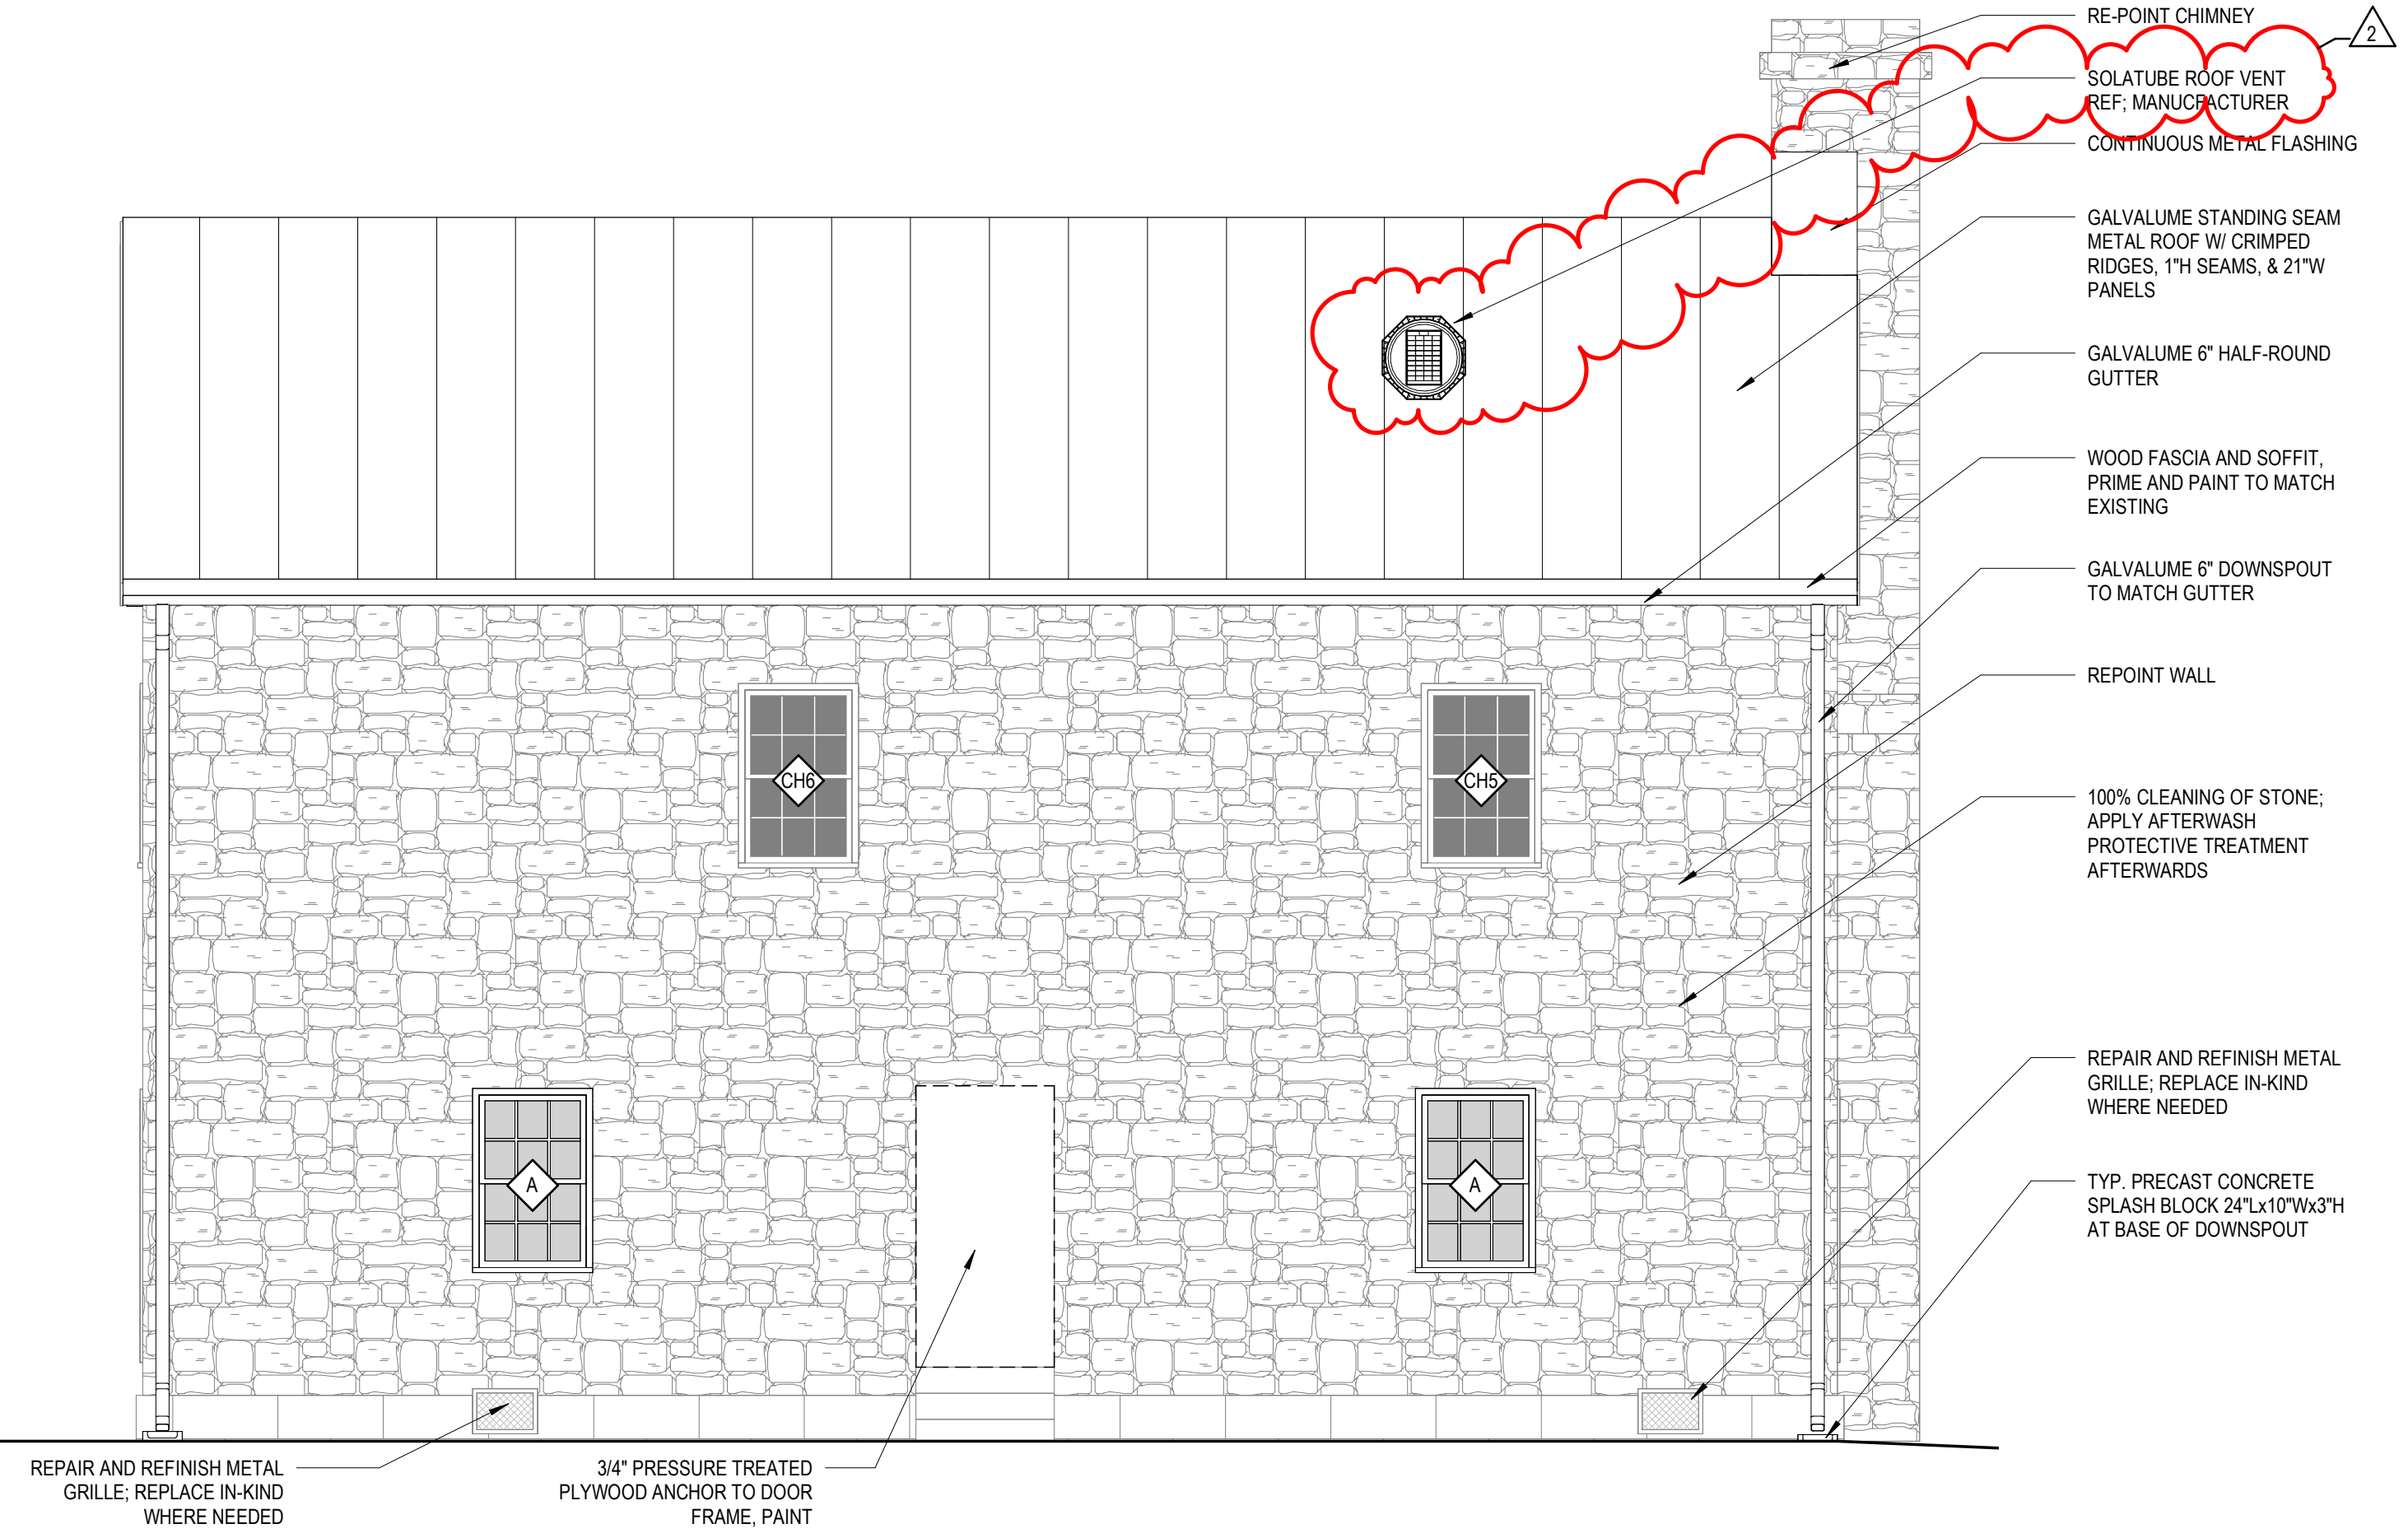 RE-POINT CHIMNEY
2
SOLATUBE ROOF VENT
REF; MANUCFACTURER
CONTINUOUS METAL FLASHING
GALVALUME STANDING SEAM
METAL ROOF W/ CRIMPED
RIDGES, 1"H SEAMS, & 21"W
PANELS
GALVALUME 6" HALF-ROUND
GUTTER
WOOD FASCIA AND SOFFIT,
PRIME AND PAINT TO MATCH
EXISTING
GALVALUME 6" DOWNSPOUT
TO MATCH GUTTER
REPOINT WALL
CH6
CH5
100% CLEANING OF STONE;
APPLY AFTERWASH
PROTECTIVE TREATMENT
AFTERWARDS
REPAIR AND REFINISH METAL
GRILLE; REPLACE IN-KIND
WHERE NEEDED
A
A
TYP. PRECAST CONCRETE
SPLASH BLOCK 24"Lx10"Wx3"H
AT BASE OF DOWNSPOUT
REPAIR AND REFINISH METAL
GRILLE; REPLACE IN-KIND
WHERE NEEDED
3/4" PRESSURE TREATED
PLYWOOD ANCHOR TO DOOR
FRAME, PAINT